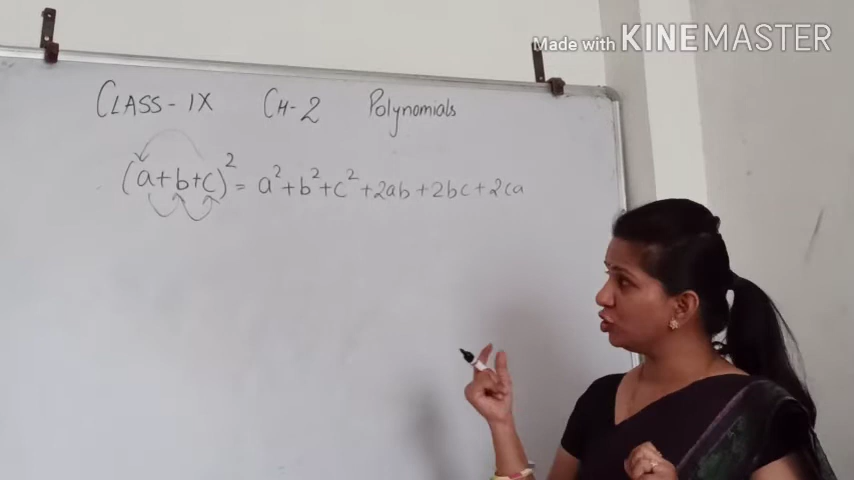 Made with KINEMASTER
CLASS-IX CH-2 Polynomials
(a+b+c)² = a²+b²+c²+2ab+2bc+2ca